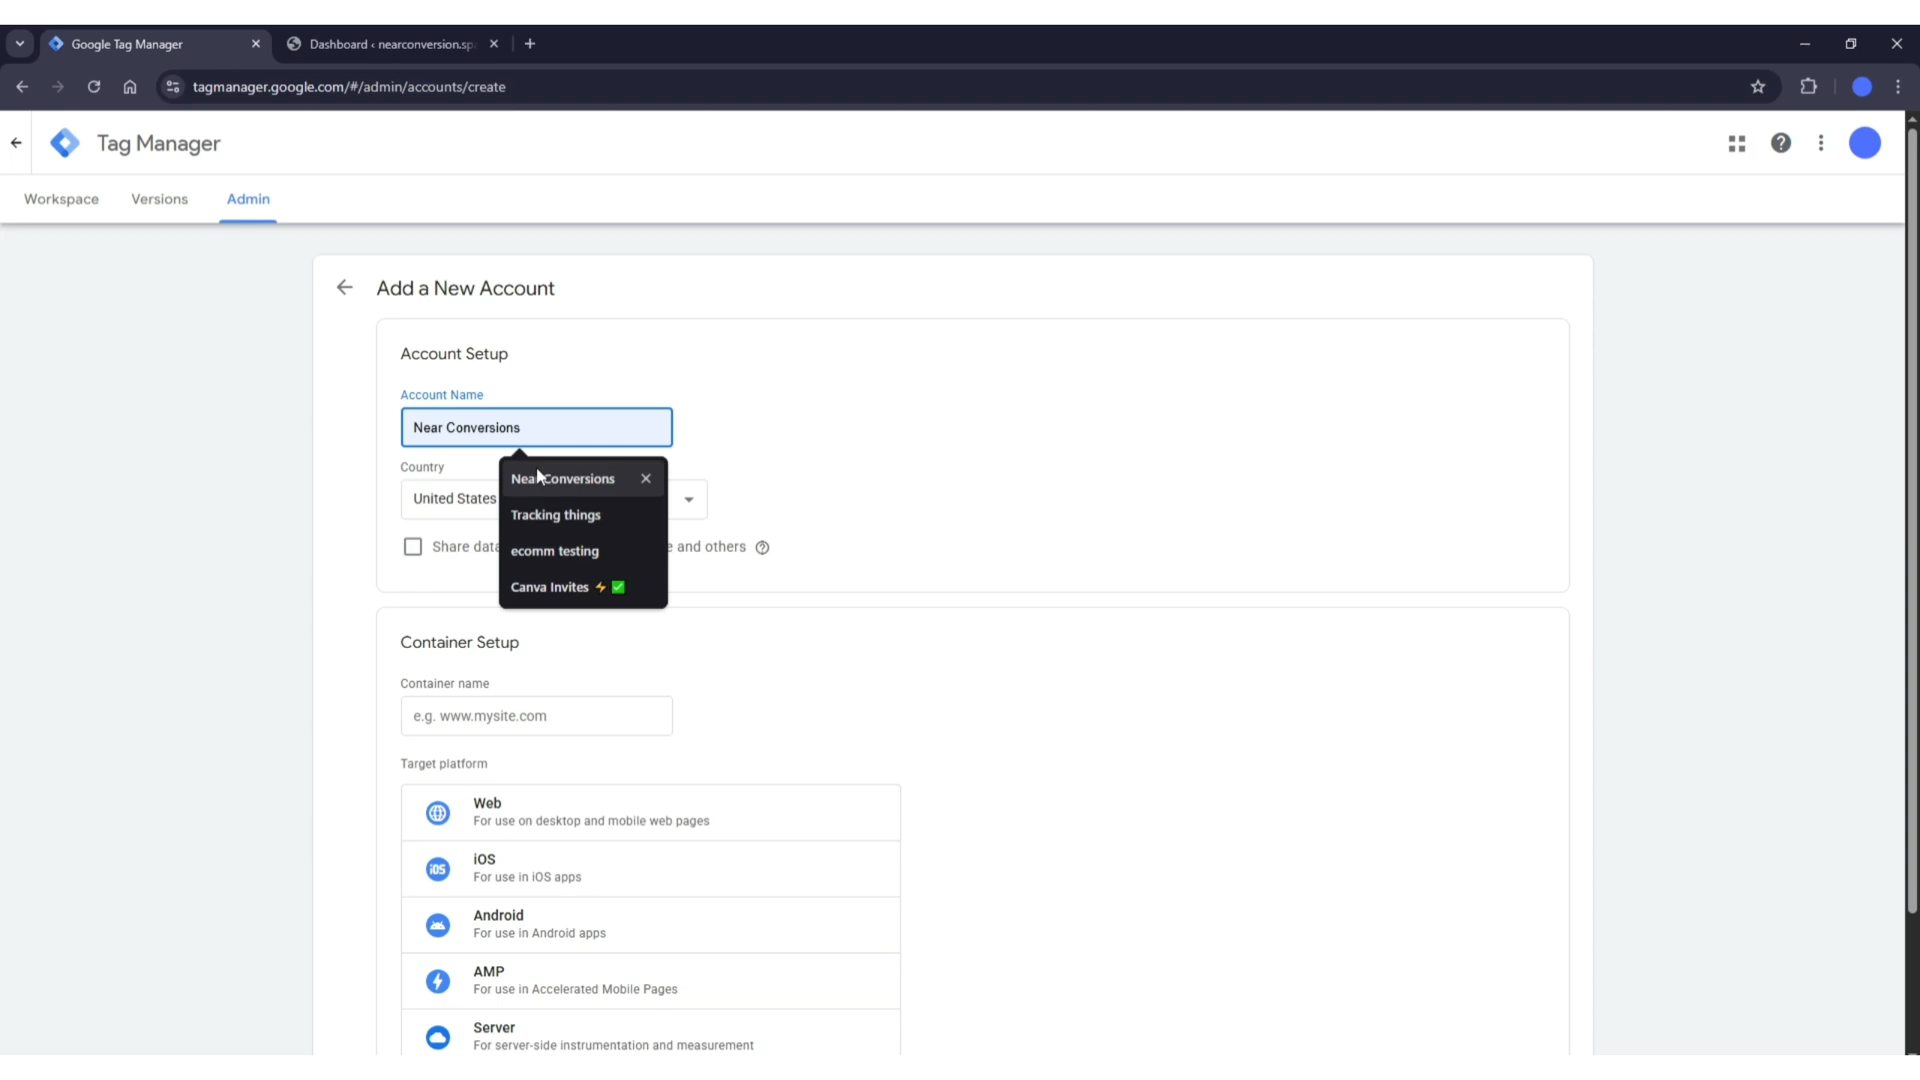 Google Tag Manager
Dashboard ‹ nearconversion.sp
tagmanager.google.com/#/admin/accounts/create
Tag Manager
Workspace Versions Admin
Add a New Account
Account Setup
Account Name
Near Conversions
Near Conversions
Country
United States
Tracking things
Share data
e and others
ecomm testing
Canva Invites ⚡ ✅
Container Setup
Container name
e.g. www.mysite.com
Target platform
Web
For use on desktop and mobile web pages
iOS
iOS
For use in iOS apps
Android
For use in Android apps
AMP
For use in Accelerated Mobile Pages
Server
For server-side instrumentation and measurement